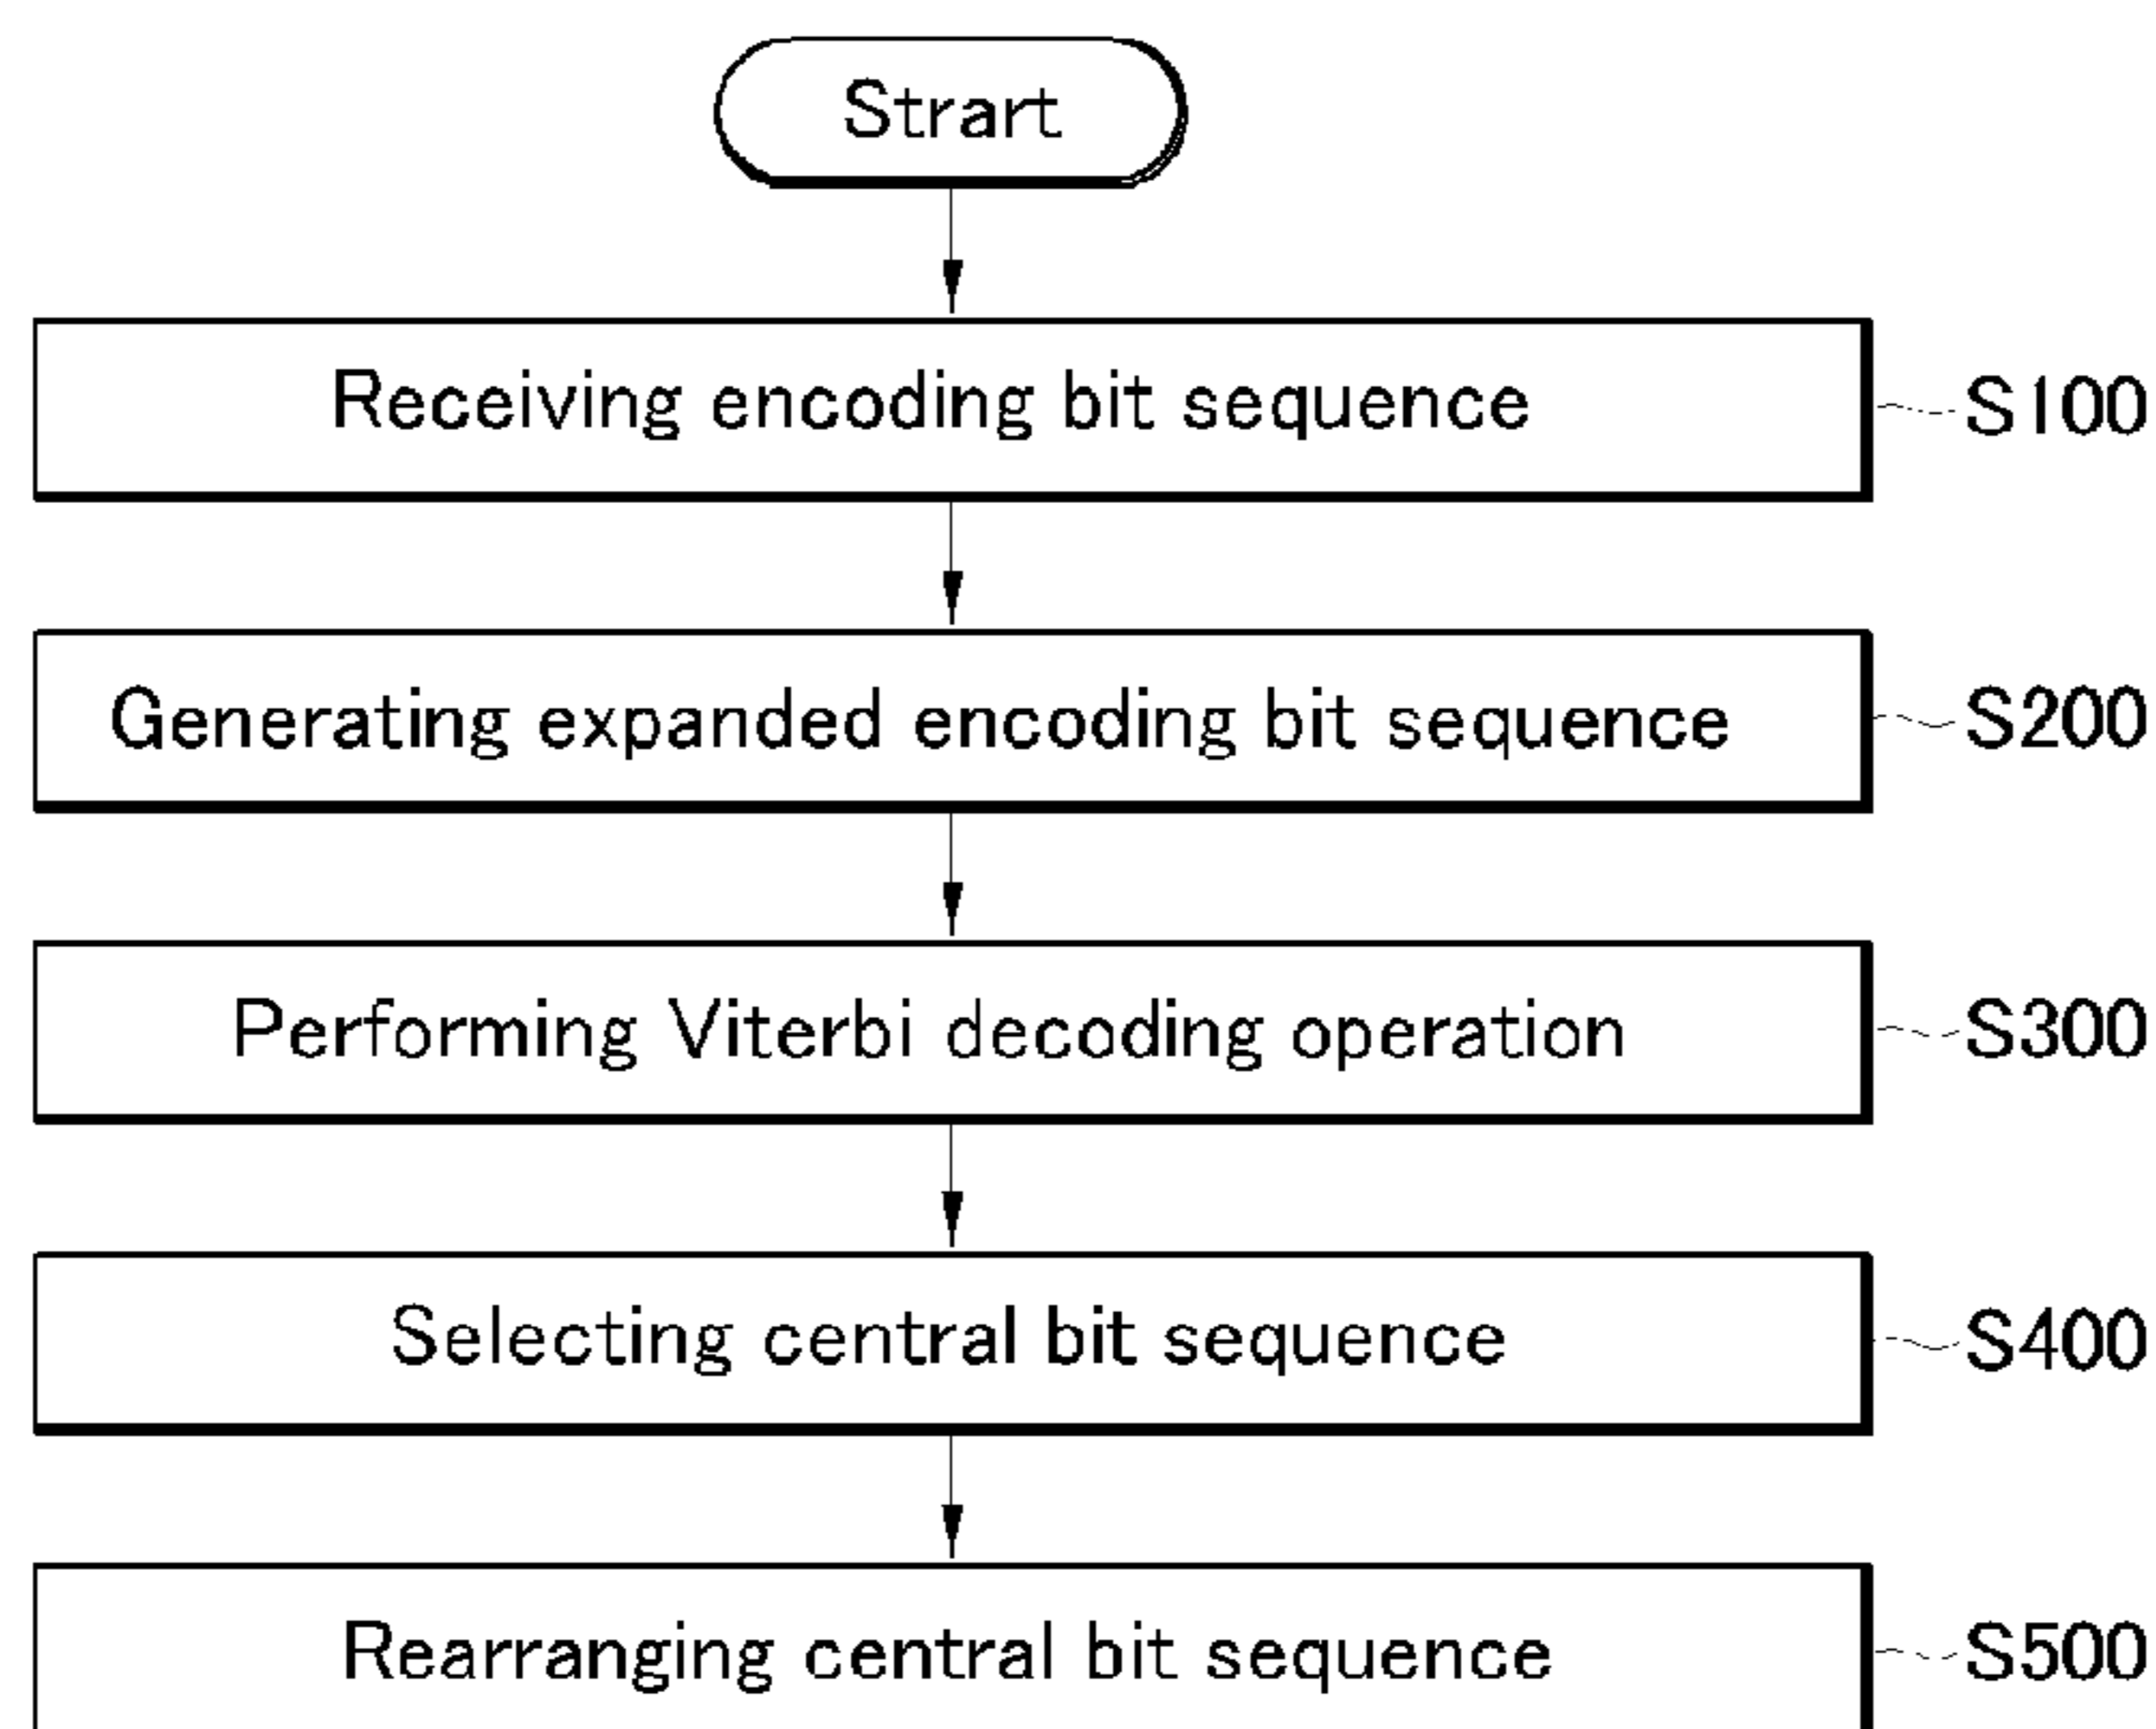 Strart
Receiving encoding bit sequence S100
Generating expanded encoding bit sequence S200
Performing Viterbi decoding operation S300
Selecting central bit sequence S400
Rearranging central bit sequence S500